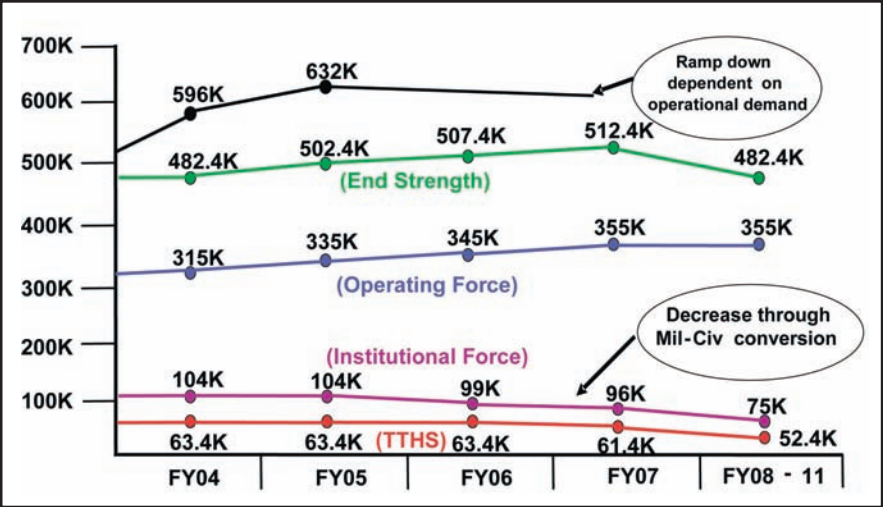 700K
600K
500K
400K
300K
200K
100K
596K
632K
Ramp down
dependent on
operational demand
482.4K
502.4K
507.4K
512.4K
482.4K
(End Strength)
315K
335K
345K
355K
355K
(Operating Force)
Decrease through
Mil-Civ conversion
(Institutional Force)
104K
104K
99K
96K
75K
63.4K
63.4K
(TTHS)
63.4K
61.4K
52.4K
FY04
FY05
FY06
FY07
FY08 - 11